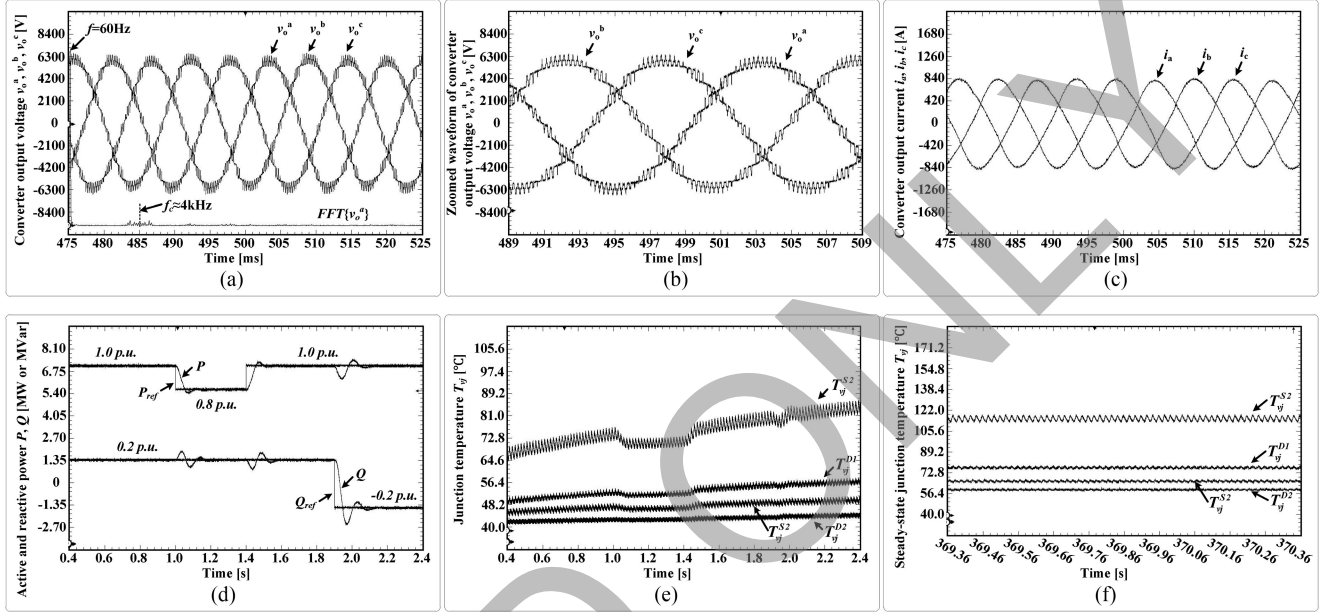 Converter output voltage v_o^a, v_o^b, v_o^c [V]
8400
6300
4200
2100
0
-2100
-4200
-6300
-8400
f=60Hz
v_o^a v_o^b v_o^c
f_c≈4kHz
FFT{v_o^a}
475 480 485 490 495 500 505 510 515 520 525
Time [ms]
(a)
Zoomed waveform of converter
output voltage v_o^a, v_o^b, v_o^c [V]
8400
6300
4200
2100
0
-2100
-4200
-6300
-8400
v_o^b v_o^c v_o^a
489 491 493 495 497 499 501 503 505 507 509
Time [ms]
(b)
Converter output current i_a, i_b, i_c [A]
1680
1260
840
420
0
-420
-840
-1260
-1680
i_a i_b i_c
475 480 485 490 495 500 505 510 515 520 525
Time [ms]
(c)
Active and reactive power P, Q [MW or MVar]
8.10
6.75
5.40
4.05
2.70
1.35
0
-1.35
-2.70
1.0 p.u. 1.0 p.u.
P
P_ref
0.8 p.u.
0.2 p.u.
Q
Q_ref
-0.2 p.u.
0.4 0.6 0.8 1.0 1.2 1.4 1.6 1.8 2.0 2.2 2.4
Time [s]
(d)
Junction temperature T_vj [°C]
105.6
97.4
89.2
81.0
72.8
64.6
56.4
48.2
40.0
T_vj^S2
T_vj^D1
T_vj^S2 T_vj^D2
0.4 0.6 0.8 1.0 1.2 1.4 1.6 1.8 2.0 2.2 2.4
Time [s]
(e)
Steady-state junction temperature T_vj [°C]
171.2
154.8
138.4
122.0
105.6
89.2
72.8
56.4
40.0
T_vj^S2
T_vj^D1
T_vj^S2 T_vj^D2
369.36 369.46 369.56 369.66 369.76 369.86 369.96 370.06 370.16 370.26 370.36
Time [s]
(f)
ONLY